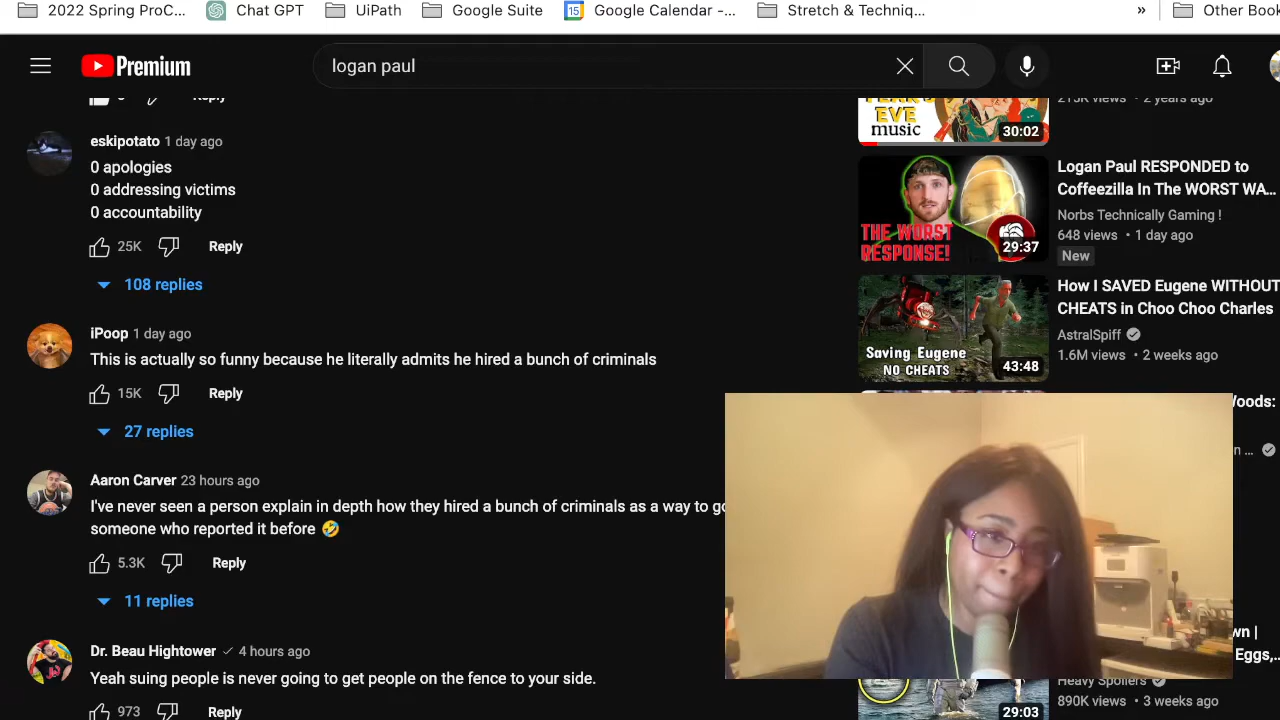 2022 Spring ProC...
Chat GPT
UiPath
Google Suite
15
Google Calendar -...
Stretch & Techniq...
»
Other Book
Premium
logan paul
Reply
eskipotato 1 day ago
0 apologies
0 addressing victims
0 accountability
25K
Reply
108 replies
iPoop 1 day ago
This is actually so funny because he literally admits he hired a bunch of criminals
15K
Reply
27 replies
Aaron Carver 23 hours ago
I've never seen a person explain in depth how they hired a bunch of criminals as a way to
someone who reported it before 🤣
5.3K
Reply
11 replies
Dr. Beau Hightower 4 hours ago
Yeah suing people is never going to get people on the fence to your side.
973
Reply
EVE
music
30:02
213K views • 2 years ago
THE WORST
RESPONSE!
29:37
Logan Paul RESPONDED to
Coffeezilla In The WORST WA...
Norbs Technically Gaming !
648 views • 1 day ago
New
Saving Eugene
NO CHEATS
43:48
How I SAVED Eugene WITHOUT
CHEATS in Choo Choo Charles
AstralSpiff
1.6M views • 2 weeks ago
Woods:
n ...
wn |
Eggs,...
Heavy Spoilers
890K views • 3 weeks ago
29:03